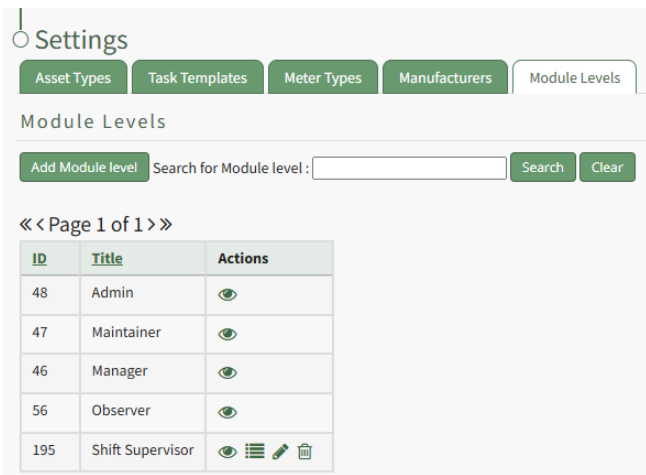 Settings
Asset Types Task Templates Meter Types Manufacturers Module Levels
Module Levels
Add Module level Search for Module level : Search Clear
« < Page 1 of 1 > »
ID Title Actions
48 Admin
47 Maintainer
46 Manager
56 Observer
195 Shift Supervisor